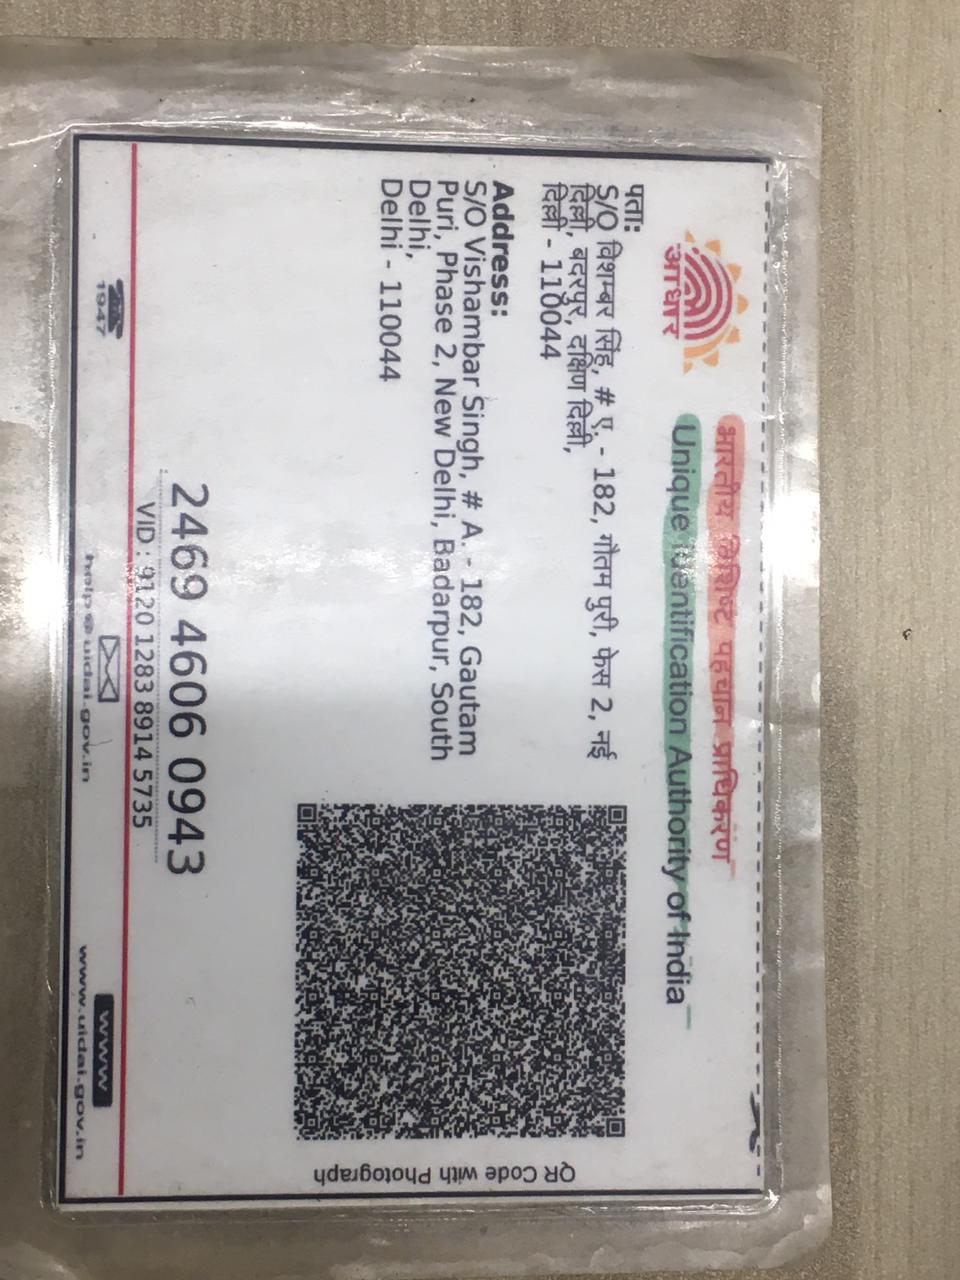 भारतीय विशिष्ट पहचान प्राधिकरण
Unique Identification Authority of India
आधार
पता:
S/O विशम्बर सिंह, # ए. - 182, गौतम पुरी, फेस 2, नई
दिल्ली, बदरपुर, दक्षिण दिल्ली,
दिल्ली - 110044
Address:
S/O Vishambar Singh, # A. - 182, Gautam
Puri, Phase 2, New Delhi, Badarpur, South
Delhi,
Delhi - 110044
QR Code with Photograph
2469 4606 0943
VID : 9120 1283 8914 5735
1947
help@uidai.gov.in
www
www.uidai.gov.in